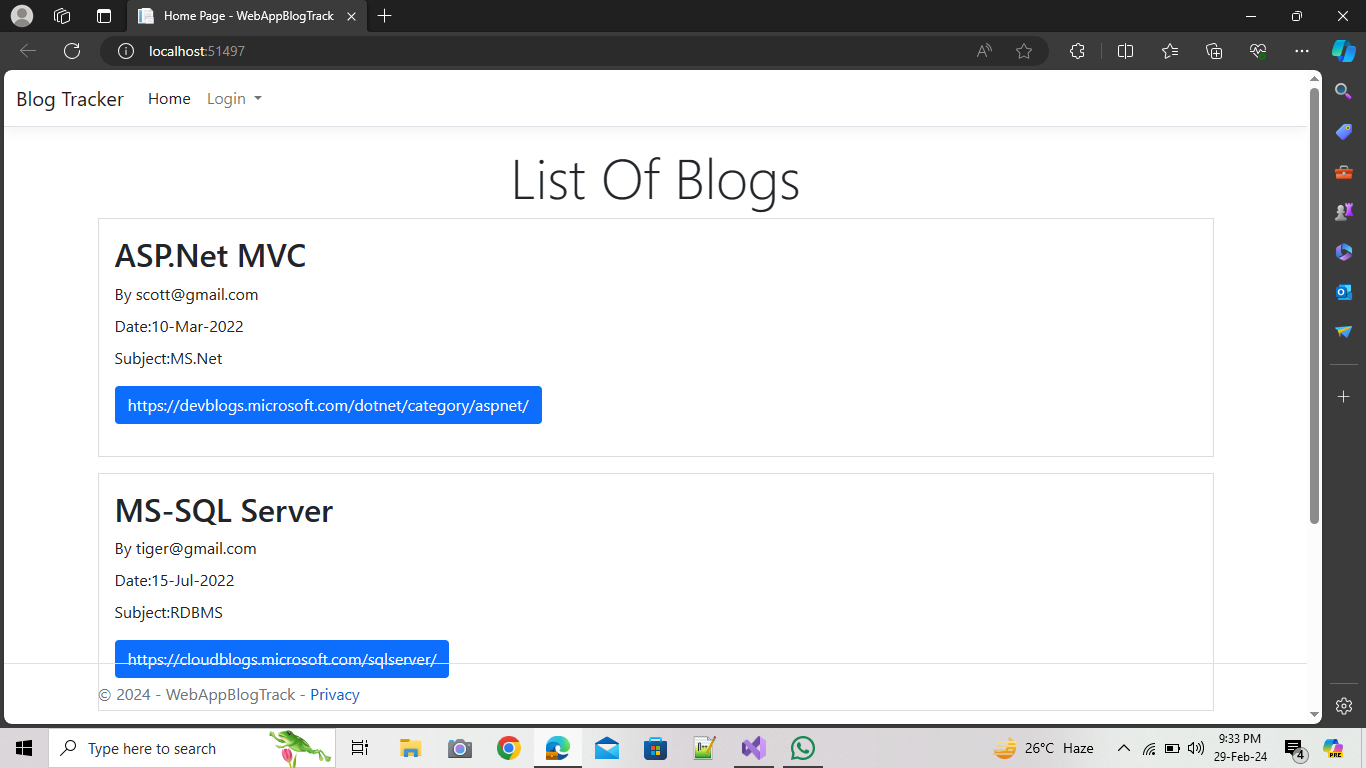 Home Page - WebAppBlogTrack
localhost:51497
Blog Tracker Home Login
List Of Blogs
ASP.Net MVC
By scott@gmail.com
Date:10-Mar-2022
Subject:MS.Net
https://devblogs.microsoft.com/dotnet/category/aspnet/
MS-SQL Server
By tiger@gmail.com
Date:15-Jul-2022
Subject:RDBMS
https://cloudblogs.microsoft.com/sqlserver/
© 2024 - WebAppBlogTrack - Privacy
Type here to search
26°C Haze
9:33 PM
29-Feb-24
4
PRE